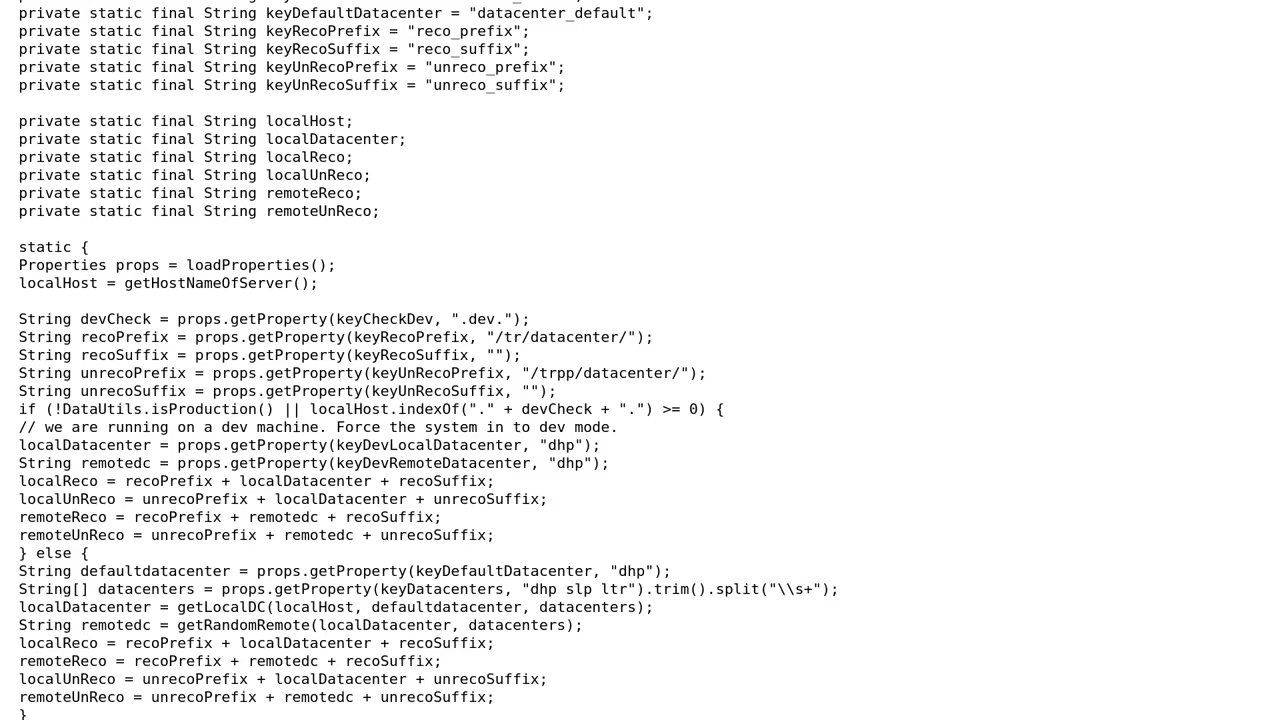 private static final String keyDefaultDatacenter = "datacenter_default";
private static final String keyRecoPrefix = "reco_prefix";
private static final String keyRecoSuffix = "reco_suffix";
private static final String keyUnRecoPrefix = "unreco_prefix";
private static final String keyUnRecoSuffix = "unreco_suffix";
private static final String localHost;
private static final String localDatacenter;
private static final String localReco;
private static final String localUnReco;
private static final String remoteReco;
private static final String remoteUnReco;
static {
Properties props = loadProperties();
localHost = getHostNameOfServer();
String devCheck = props.getProperty(keyCheckDev, ".dev.");
String recoPrefix = props.getProperty(keyRecoPrefix, "/tr/datacenter/");
String recoSuffix = props.getProperty(keyRecoSuffix, "");
String unrecoPrefix = props.getProperty(keyUnRecoPrefix, "/trpp/datacenter/");
String unrecoSuffix = props.getProperty(keyUnRecoSuffix, "");
if (!DataUtils.isProduction() || localHost.indexOf("." + devCheck + ".") >= 0) {
// we are running on a dev machine. Force the system in to dev mode.
localDatacenter = props.getProperty(keyDevLocalDatacenter, "dhp");
String remotedc = props.getProperty(keyDevRemoteDatacenter, "dhp");
localReco = recoPrefix + localDatacenter + recoSuffix;
localUnReco = unrecoPrefix + localDatacenter + unrecoSuffix;
remoteReco = recoPrefix + remotedc + recoSuffix;
remoteUnReco = unrecoPrefix + remotedc + unrecoSuffix;
} else {
String defaultdatacenter = props.getProperty(keyDefaultDatacenter, "dhp");
String[] datacenters = props.getProperty(keyDatacenters, "dhp slp ltr").trim().split("\\s+");
localDatacenter = getLocalDC(localHost, defaultdatacenter, datacenters);
String remotedc = getRandomRemote(localDatacenter, datacenters);
localReco = recoPrefix + localDatacenter + recoSuffix;
remoteReco = recoPrefix + remotedc + recoSuffix;
localUnReco = unrecoPrefix + localDatacenter + unrecoSuffix;
remoteUnReco = unrecoPrefix + remotedc + unrecoSuffix;
}